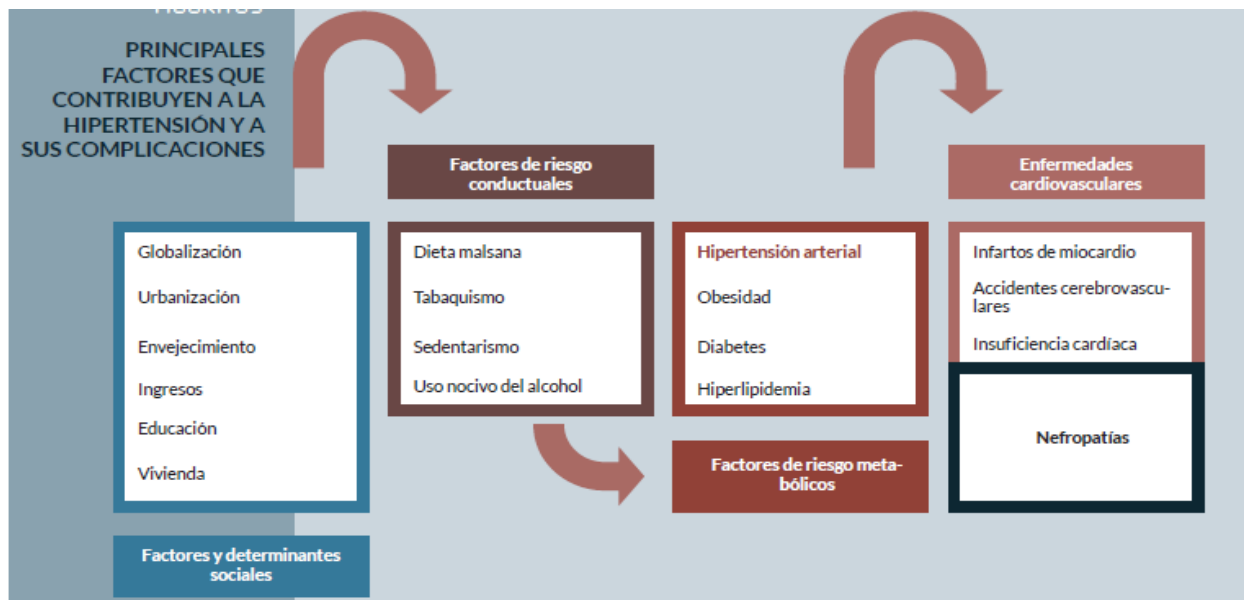 PRINCIPALES
FACTORES QUE
CONTRIBUYEN A LA
HIPERTENSIÓN Y A
SUS COMPLICACIONES
Factores de riesgo
conductuales
Enfermedades
cardiovasculares
Globalización
Urbanización
Envejecimiento
Ingresos
Educación
Vivienda
Factores y determinantes
sociales
Dieta malsana
Tabaquismo
Sedentarismo
Uso nocivo del alcohol
Hipertensión arterial
Obesidad
Diabetes
Hiperlipidemia
Factores de riesgo meta-
bólicos
Infartos de miocardio
Accidentes cerebrovascu-
lares
Insuficiencia cardíaca
Nefropatías